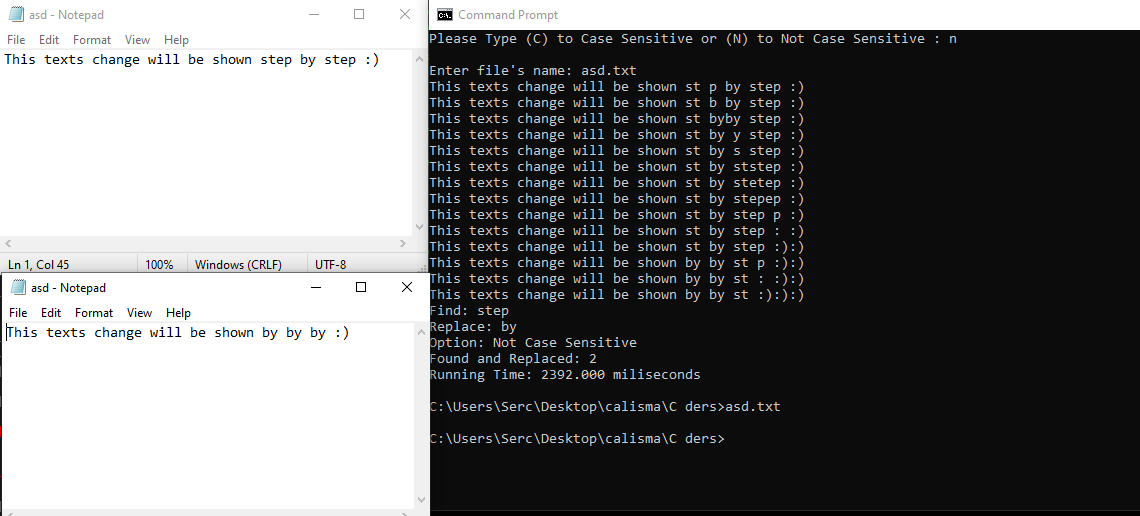 asd - Notepad
File Edit Format View Help
This texts change will be shown step by step :)
Ln 1, Col 45 100% Windows (CRLF) UTF-8
asd - Notepad
File Edit Format View Help
This texts change will be shown by by by :)
C:\. Command Prompt
Please Type (C) to Case Sensitive or (N) to Not Case Sensitive : n
Enter file's name: asd.txt
This texts change will be shown st p by step :)
This texts change will be shown st b by step :)
This texts change will be shown st byby step :)
This texts change will be shown st by y step :)
This texts change will be shown st by s step :)
This texts change will be shown st by ststep :)
This texts change will be shown st by stetep :)
This texts change will be shown st by stepep :)
This texts change will be shown st by step p :)
This texts change will be shown st by step : :)
This texts change will be shown st by step :):)
This texts change will be shown by by st p :):)
This texts change will be shown by by st : :):)
This texts change will be shown by by st :):):)
Find: step
Replace: by
Option: Not Case Sensitive
Found and Replaced: 2
Running Time: 2392.000 miliseconds
C:\Users\Serc\Desktop\calisma\C ders>asd.txt
C:\Users\Serc\Desktop\calisma\C ders>